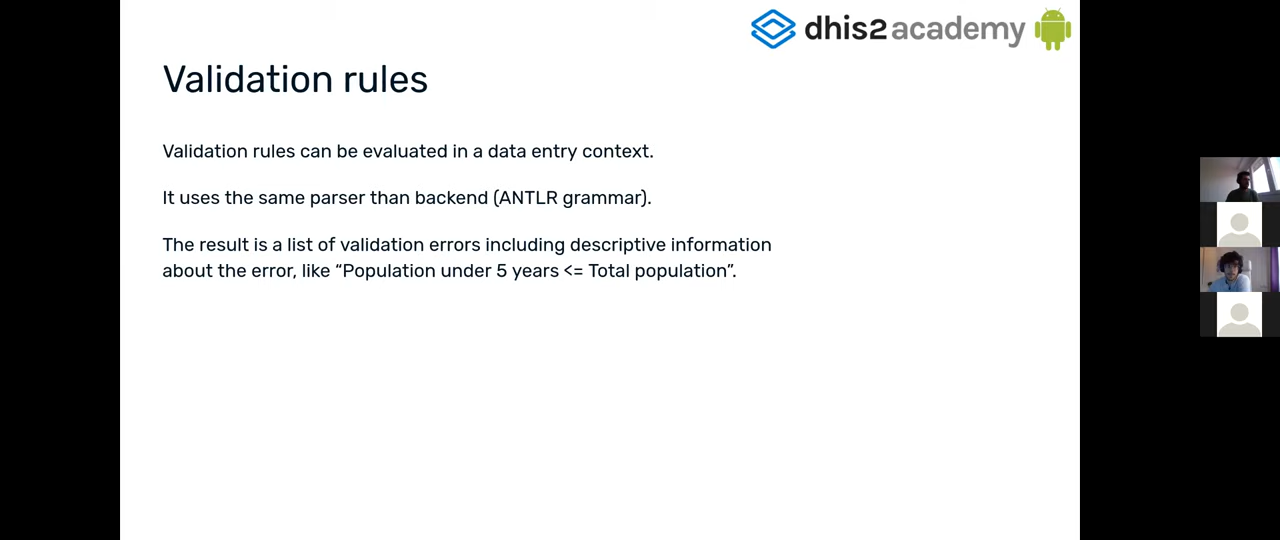 dhis2 academy
Validation rules
Validation rules can be evaluated in a data entry context.
It uses the same parser than backend (ANTLR grammar).
The result is a list of validation errors including descriptive information
about the error, like “Population under 5 years <= Total population”.